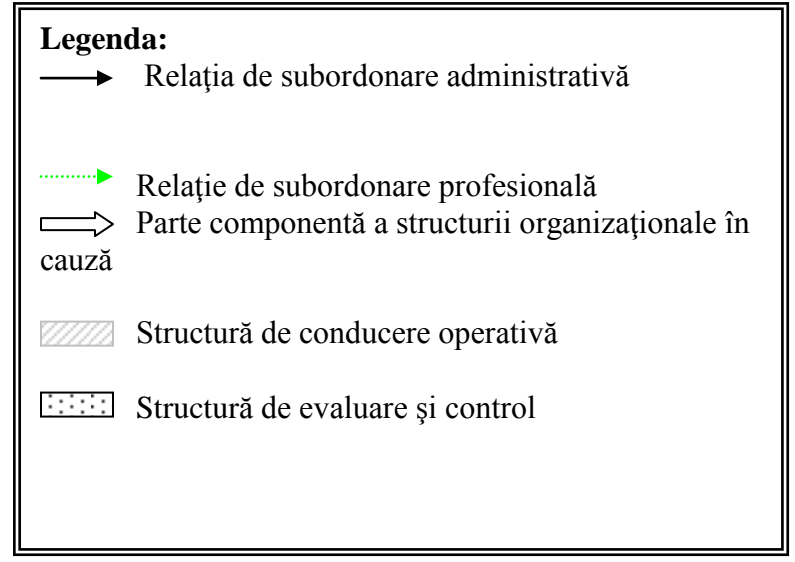 Legenda:
Relaţia de subordonare administrativă
Relaţie de subordonare profesională
Parte componentă a structurii organizaţionale în
cauză
Structură de conducere operativă
Structură de evaluare şi control